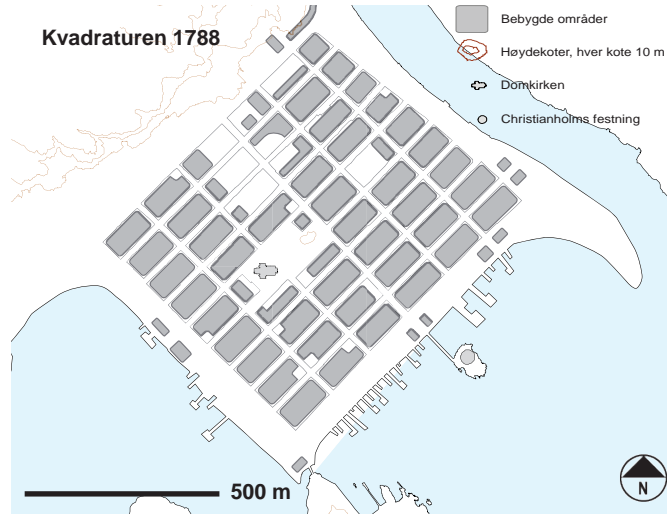 Kvadraturen 1788
Bebygde områder
Høydekoter, hver kote 10 m
Domkirken
Christianholms festning
500 m
N